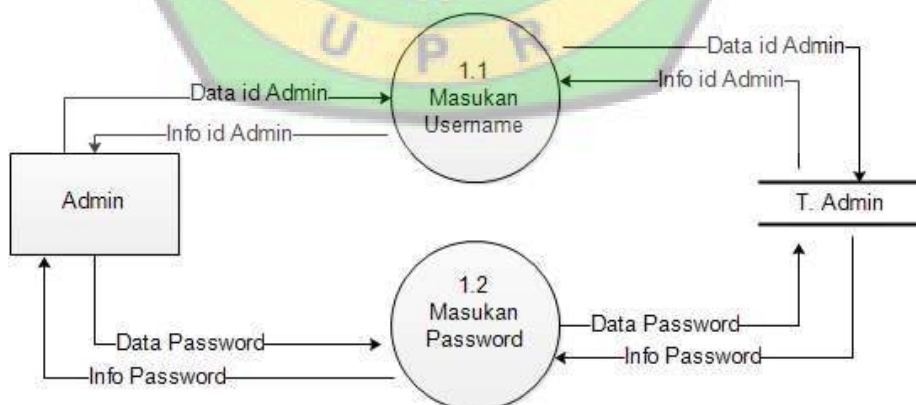 U P R
Data id Admin
Info id Admin
1.1
Masukan
Username
Data id Admin
Info id Admin
Admin
T. Admin
1.2
Masukan
Password
Data Password
Info Password
Data Password
Info Password